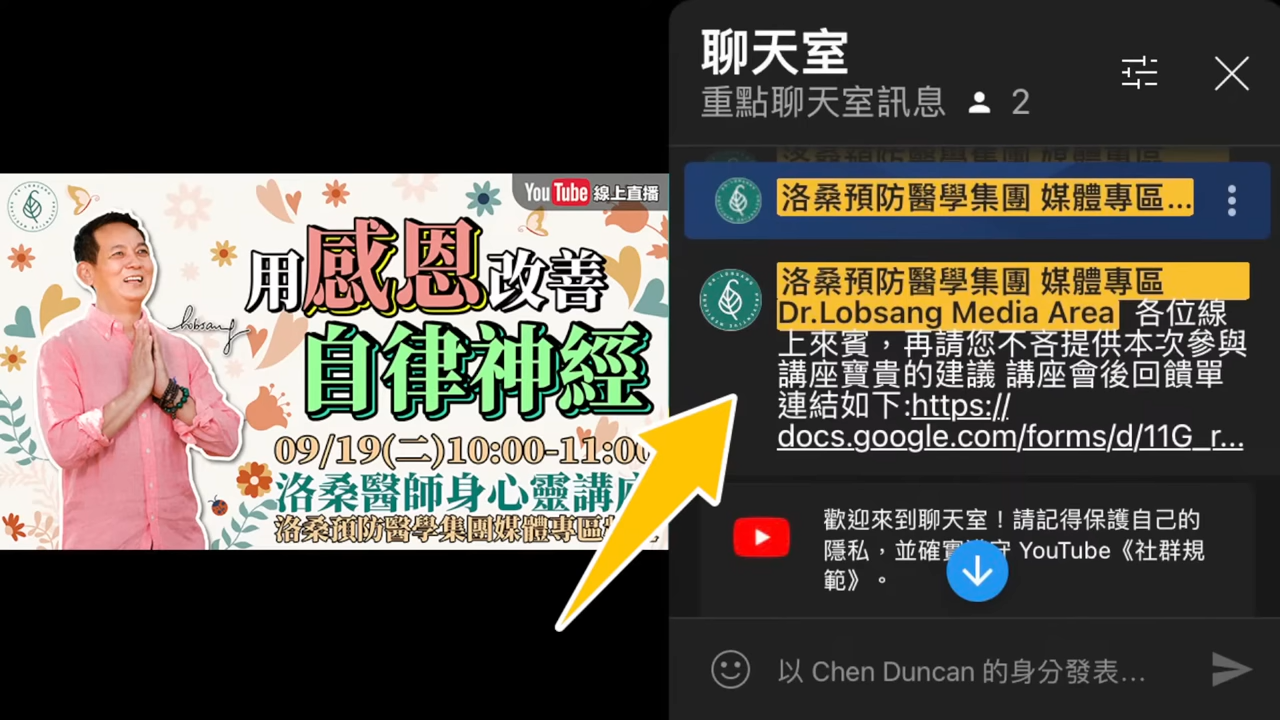 YouTube 線上直播
用感恩改善
自律神經
lobsang
09/19(二)10:00-11:00
洛桑醫師身心靈講座
洛桑預防醫學集團媒體專區
聊天室
重點聊天室訊息 2
洛桑預防醫學集團 媒體專區...
洛桑預防醫學集團 媒體專區
Dr.Lobsang Media Area 各位線
上來賓，再請您不吝提供本次參與
講座寶貴的建議 講座會後回饋單
連結如下:https://
docs.google.com/forms/d/11G_r...
歡迎來到聊天室！請記得保護自己的
隱私，並確實遵守 YouTube《社群規
範》。
以 Chen Duncan 的身分發表...